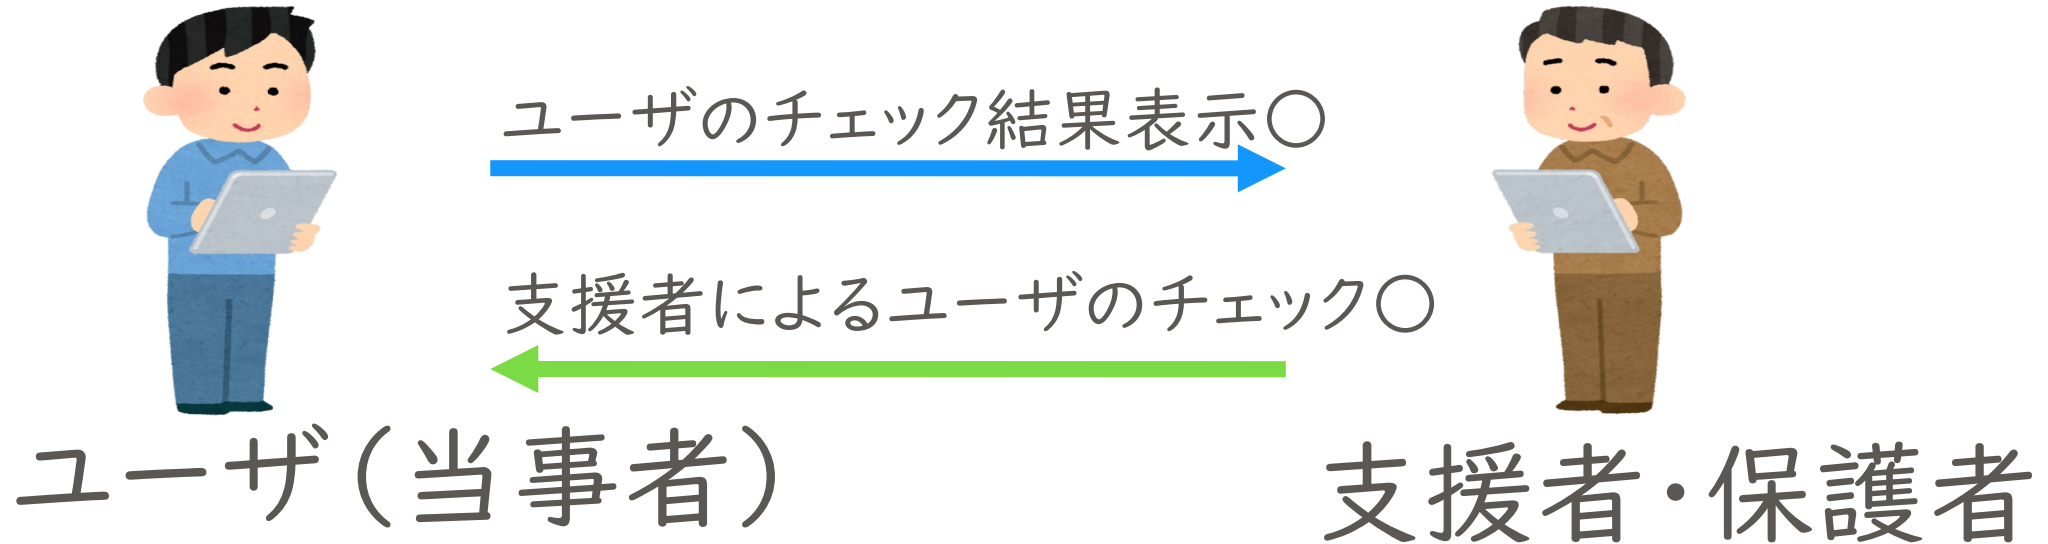 ユーザのチェック結果表示〇
支援者によるユーザのチェック〇
ユーザ（当事者）
支援者・保護者